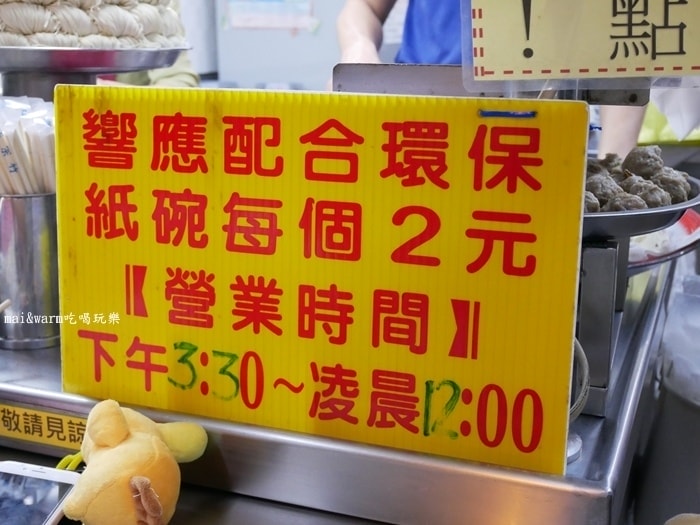 ！點
響應配合環保
紙碗每個2元
〖營業時間〗
下午3:30~凌晨12:00
敬請見諒
mai&warm吃喝玩樂